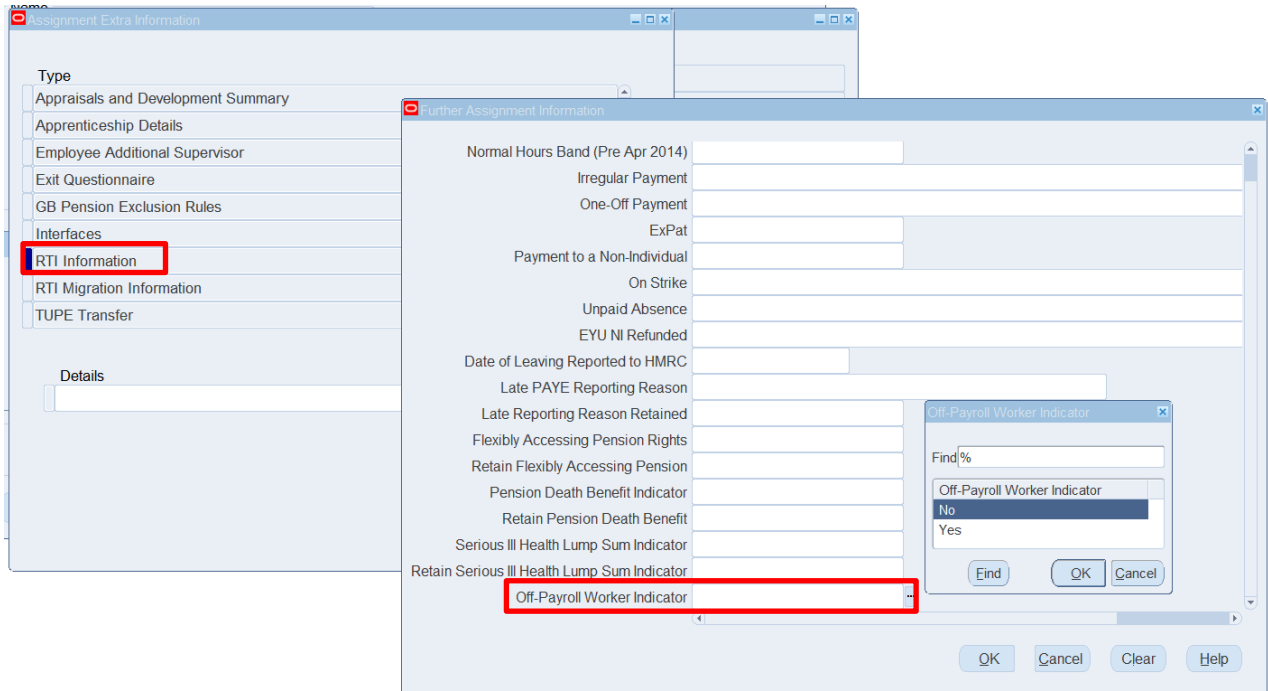 Name
Assignment Extra Information
Type
Appraisals and Development Summary
Apprenticeship Details
Employee Additional Supervisor
Exit Questionnaire
GB Pension Exclusion Rules
Interfaces
RTI Information
RTI Migration Information
TUPE Transfer
Details
Further Assignment Information
Normal Hours Band (Pre Apr 2014)
Irregular Payment
One-Off Payment
ExPat
Payment to a Non-Individual
On Strike
Unpaid Absence
EYU NI Refunded
Date of Leaving Reported to HMRC
Late PAYE Reporting Reason
Late Reporting Reason Retained
Flexibly Accessing Pension Rights
Retain Flexibly Accessing Pension
Pension Death Benefit Indicator
Retain Pension Death Benefit
Serious Ill Health Lump Sum Indicator
Retain Serious Ill Health Lump Sum Indicator
Off-Payroll Worker Indicator
Off-Payroll Worker Indicator
Find %
Off-Payroll Worker Indicator
No
Yes
Find OK Cancel
OK Cancel Clear Help